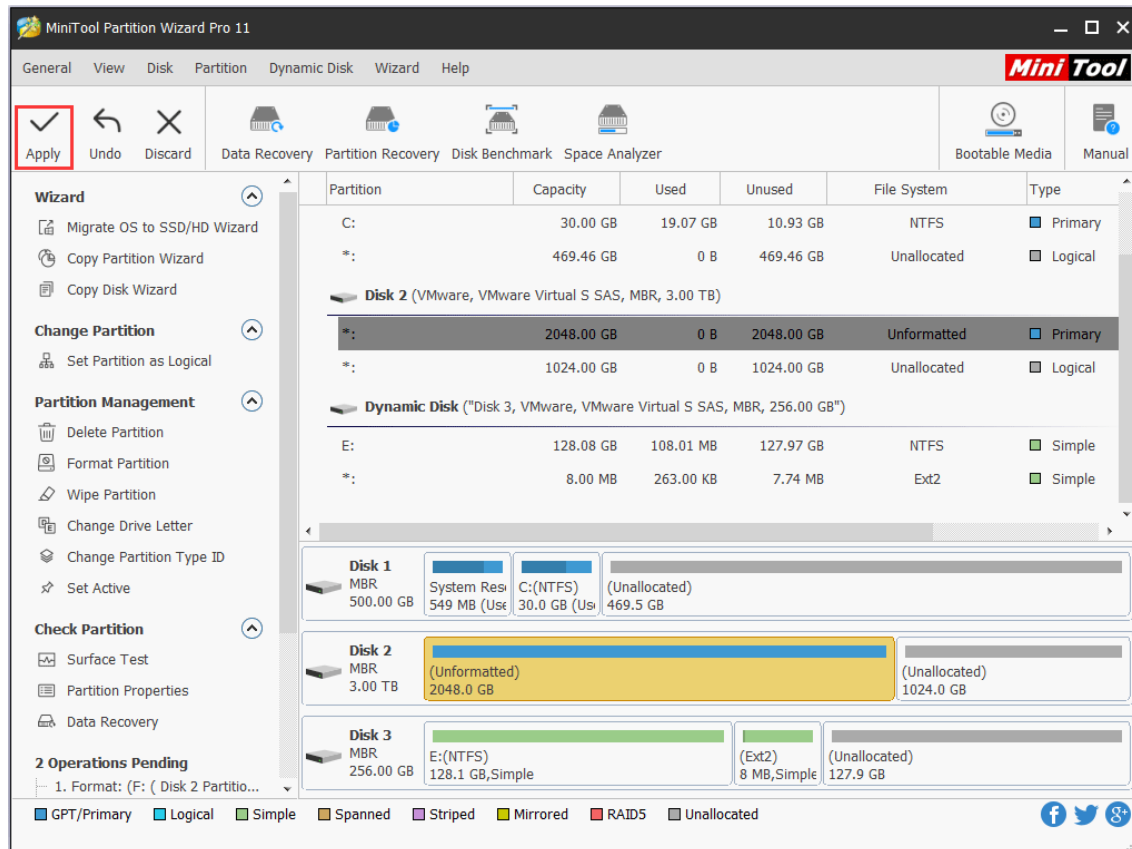 MiniTool Partition Wizard Pro 11
General View Disk Partition Dynamic Disk Wizard Help
Mini Tool
Apply Undo Discard Data Recovery Partition Recovery Disk Benchmark Space Analyzer Bootable Media Manual
Wizard
Migrate OS to SSD/HD Wizard
Copy Partition Wizard
Copy Disk Wizard
Change Partition
Set Partition as Logical
Partition Management
Delete Partition
Format Partition
Wipe Partition
Change Drive Letter
Change Partition Type ID
Set Active
Check Partition
Surface Test
Partition Properties
Data Recovery
2 Operations Pending
1. Format: (F: ( Disk 2 Partitio...
Partition Capacity Used Unused File System Type
C: 30.00 GB 19.07 GB 10.93 GB NTFS Primary
*: 469.46 GB 0 B 469.46 GB Unallocated Logical
Disk 2 (VMware, VMware Virtual S SAS, MBR, 3.00 TB)
*: 2048.00 GB 0 B 2048.00 GB Unformatted Primary
*: 1024.00 GB 0 B 1024.00 GB Unallocated Logical
Dynamic Disk ("Disk 3, VMware, VMware Virtual S SAS, MBR, 256.00 GB")
E: 128.08 GB 108.01 MB 127.97 GB NTFS Simple
*: 8.00 MB 263.00 KB 7.74 MB Ext2 Simple
Disk 1
MBR
500.00 GB
System Res
549 MB (Use
C:(NTFS)
30.0 GB (Us
(Unallocated)
469.5 GB
Disk 2
MBR
3.00 TB
(Unformatted)
2048.0 GB
(Unallocated)
1024.0 GB
Disk 3
MBR
256.00 GB
E:(NTFS)
128.1 GB,Simple
(Ext2)
8 MB,Simple
(Unallocated)
127.9 GB
GPT/Primary Logical Simple Spanned Striped Mirrored RAID5 Unallocated